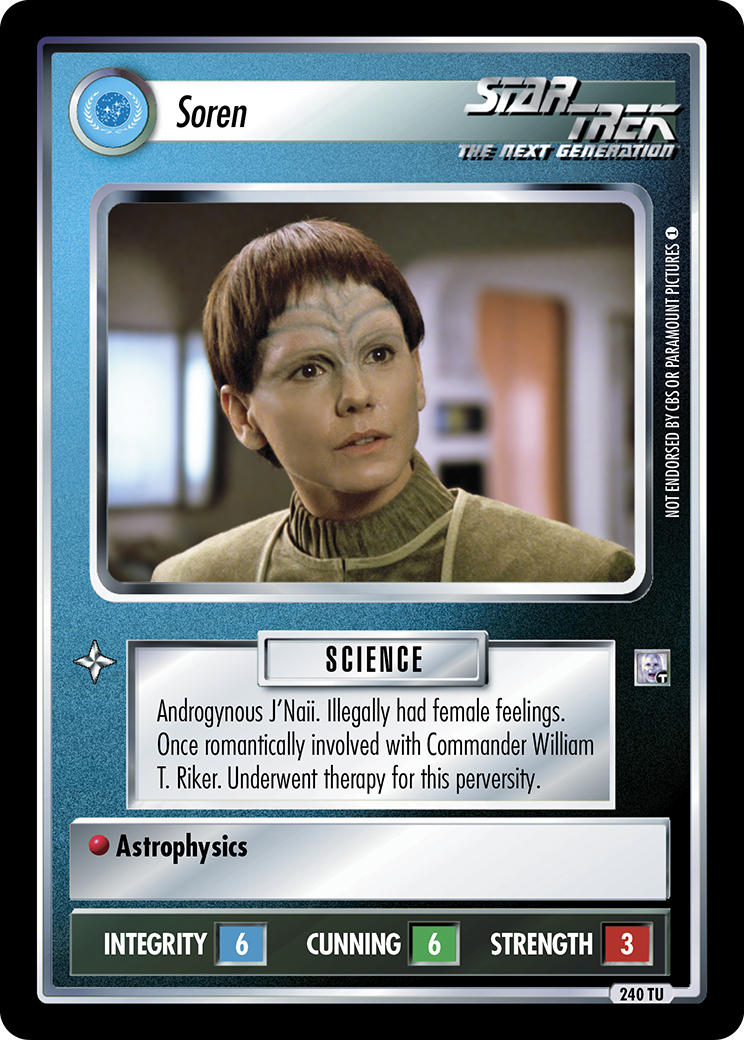 Soren
STAR TREK
THE NEXT GENERATION
NOT ENDORSED BY CBS OR PARAMOUNT PICTURES 1
SCIENCE
Androgynous J'Naii. Illegally had female feelings.
Once romantically involved with Commander William
T. Riker. Underwent therapy for this perversity.
T
Astrophysics
INTEGRITY 6 CUNNING 6 STRENGTH 3
240 TU